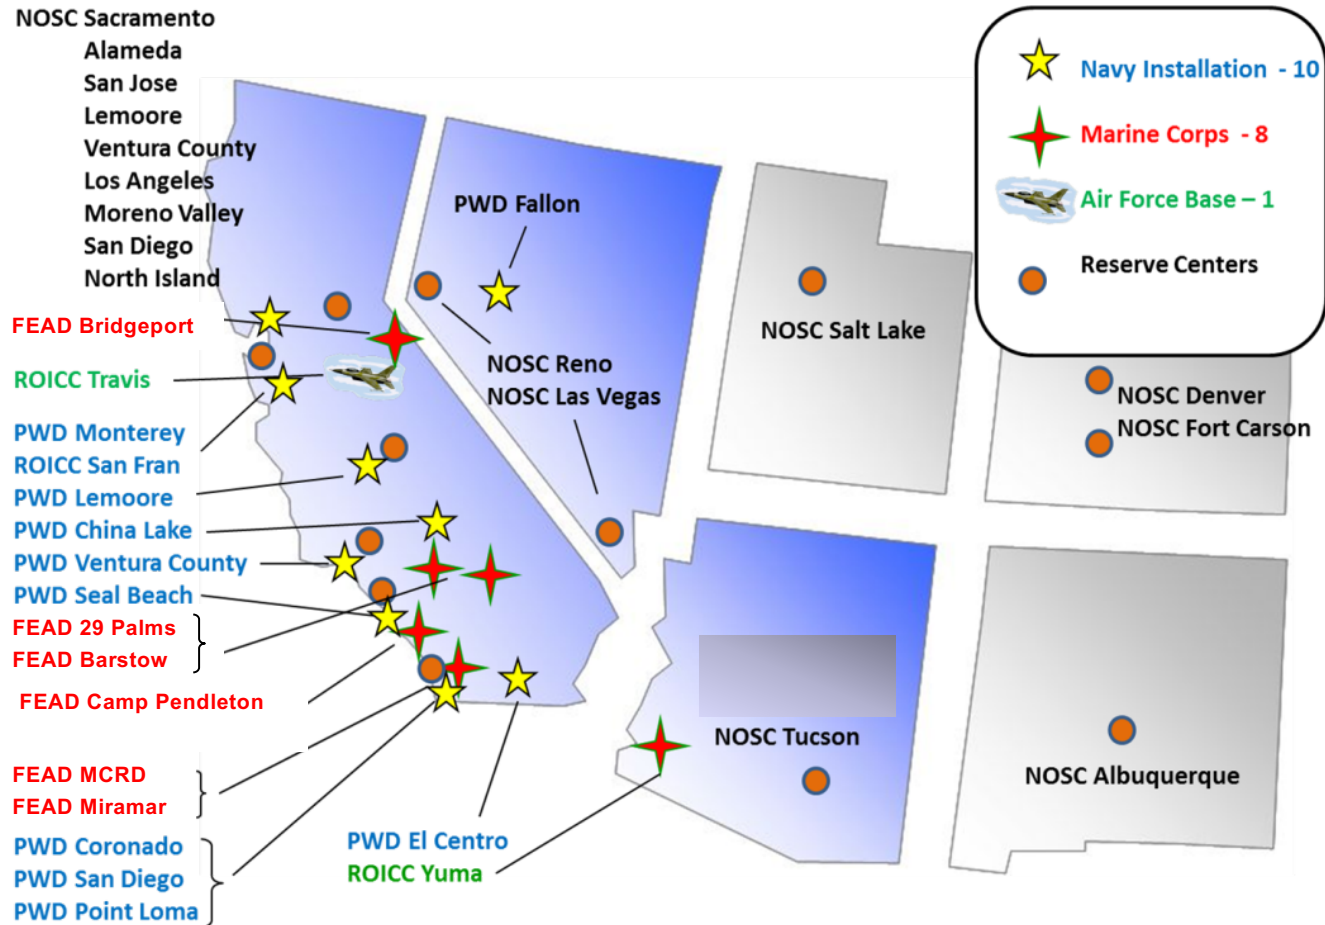 NOSC Sacramento
Alameda
San Jose
Lemoore
Ventura County
Los Angeles
Moreno Valley
San Diego
North Island
FEAD Bridgeport
ROICC Travis
PWD Monterey
ROICC San Fran
PWD Lemoore
PWD China Lake
PWD Ventura County
PWD Seal Beach
FEAD 29 Palms
FEAD Barstow
FEAD Camp Pendleton
FEAD MCRD
FEAD Miramar
PWD Coronado
PWD San Diego
PWD Point Loma
PWD El Centro
ROICC Yuma
PWD Fallon
NOSC Reno
NOSC Las Vegas
NOSC Salt Lake
NOSC Tucson
NOSC Denver
NOSC Fort Carson
NOSC Albuquerque
Navy Installation - 10
Marine Corps - 8
Air Force Base – 1
Reserve Centers